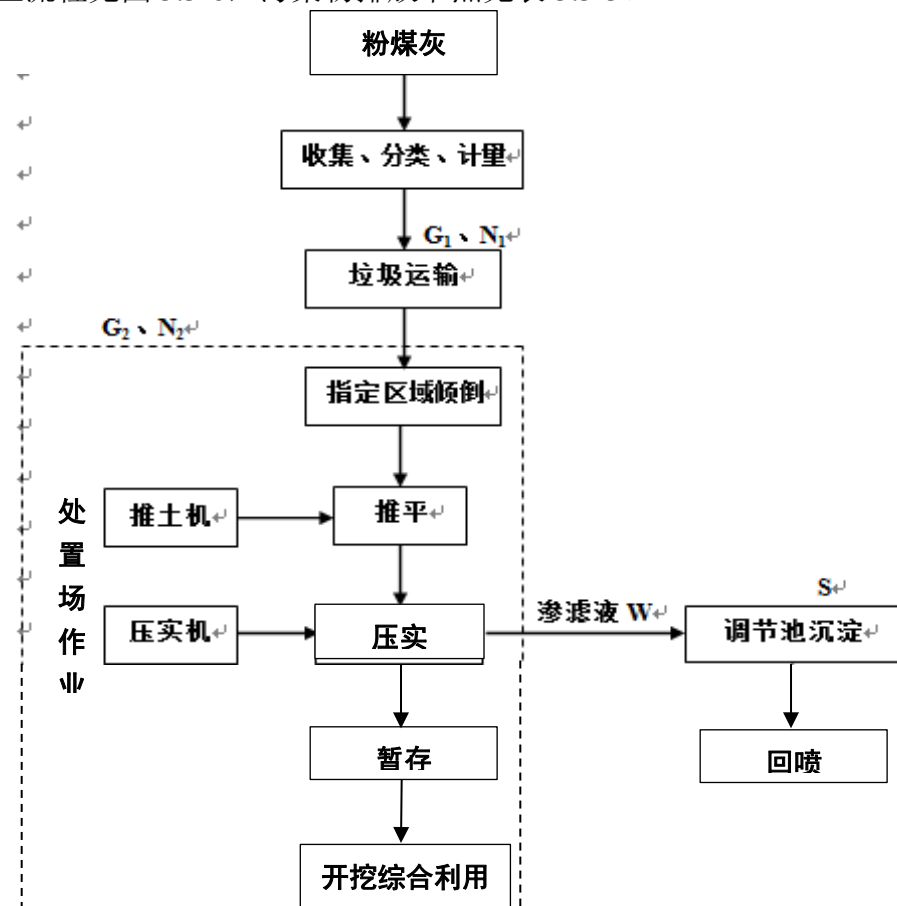 粉煤灰
收集、分类、计量
G₁、N₁
垃圾运输
G₂、N₂
指定区域倾倒
处置场作业
推土机
推平
压实机
压实
渗滤液 W
S
调节池沉淀
暂存
回喷
开挖综合利用